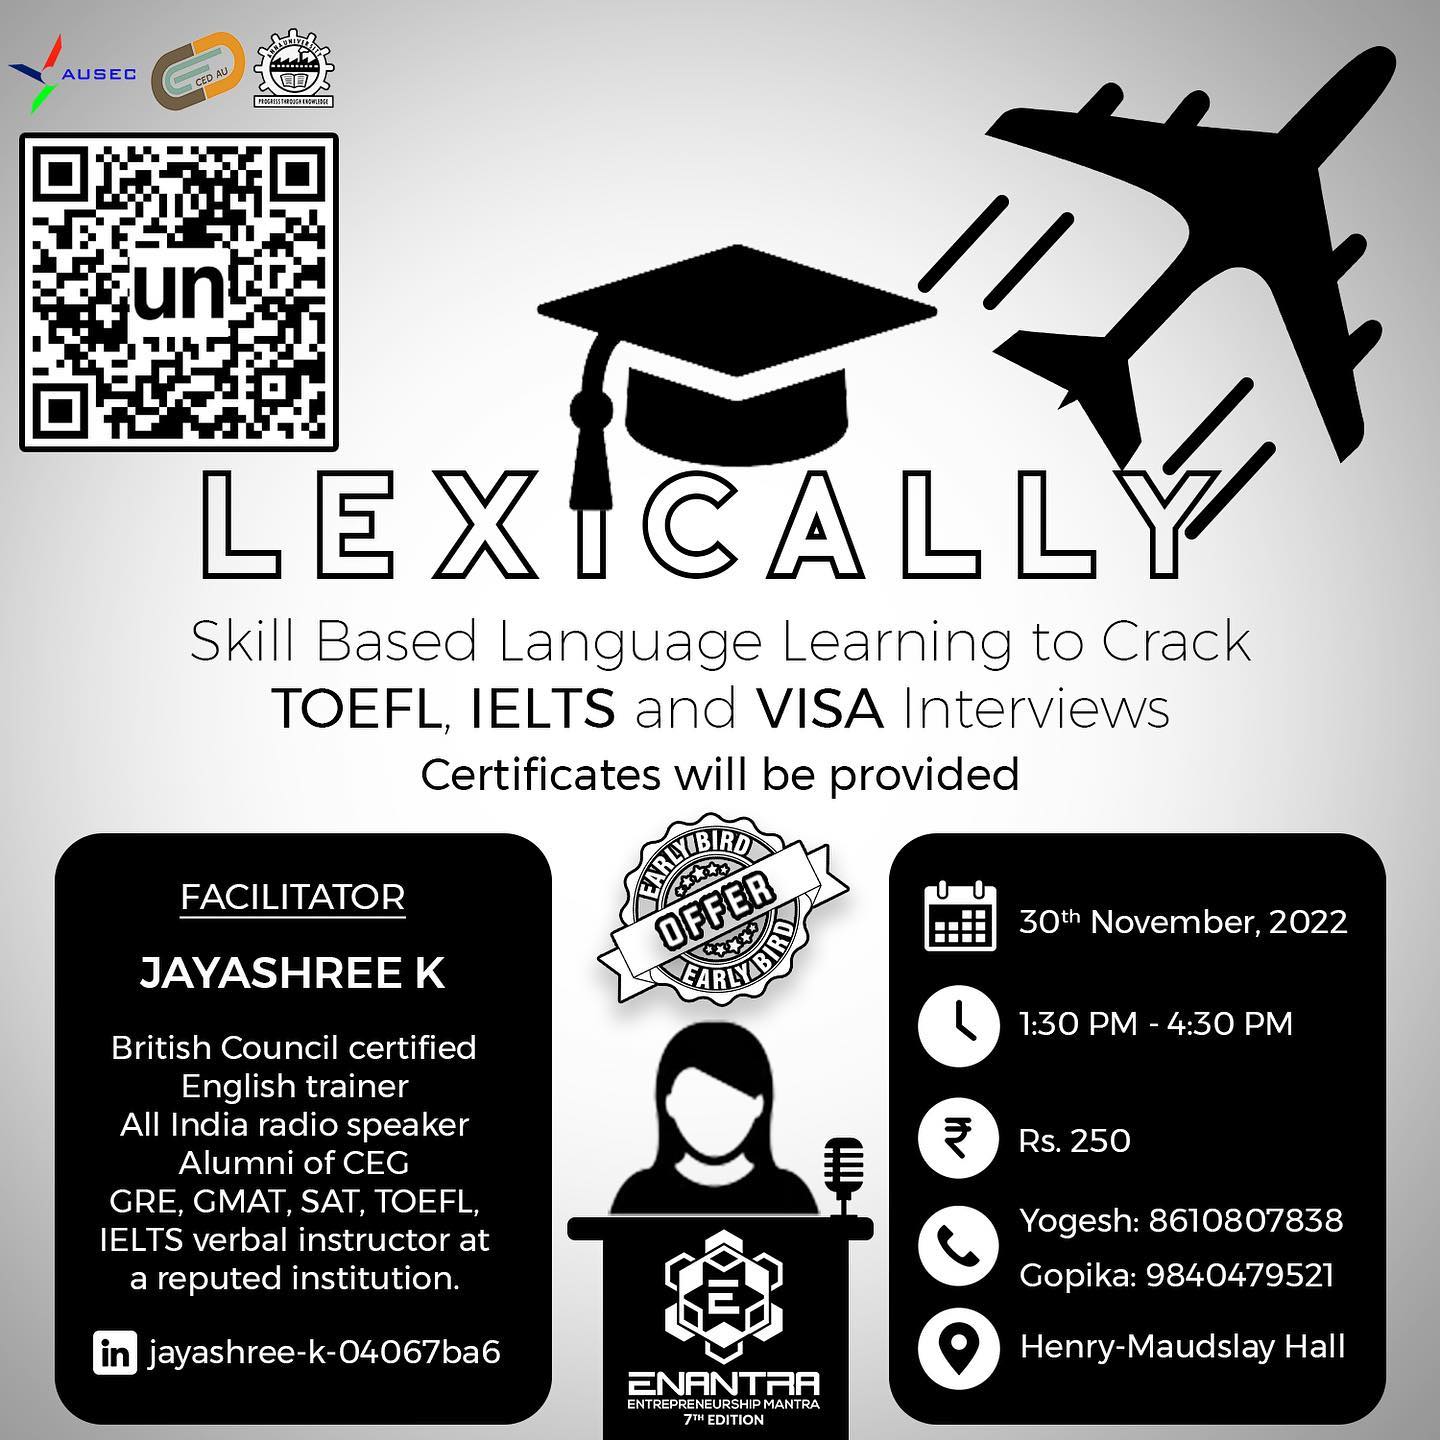 AUSEC
CED AU
ANNA UNIVERSITY
PROGRESS THROUGH KNOWLEDGE
un
LEXICALLY
Skill Based Language Learning to Crack
TOEFL, IELTS and VISA Interviews
Certificates will be provided
FACILITATOR
JAYASHREE K
British Council certified
English trainer
All India radio speaker
Alumni of CEG
GRE, GMAT, SAT, TOEFL,
IELTS verbal instructor at
a reputed institution.
in jayashree-k-04067ba6
EARLY BIRD
OFFER
EARLY BIRD
E
ENANTRA
ENTREPRENEURSHIP MANTRA
7TH EDITION
30th November, 2022
1:30 PM - 4:30 PM
₹ Rs. 250
Yogesh: 8610807838
Gopika: 9840479521
Henry-Maudslay Hall